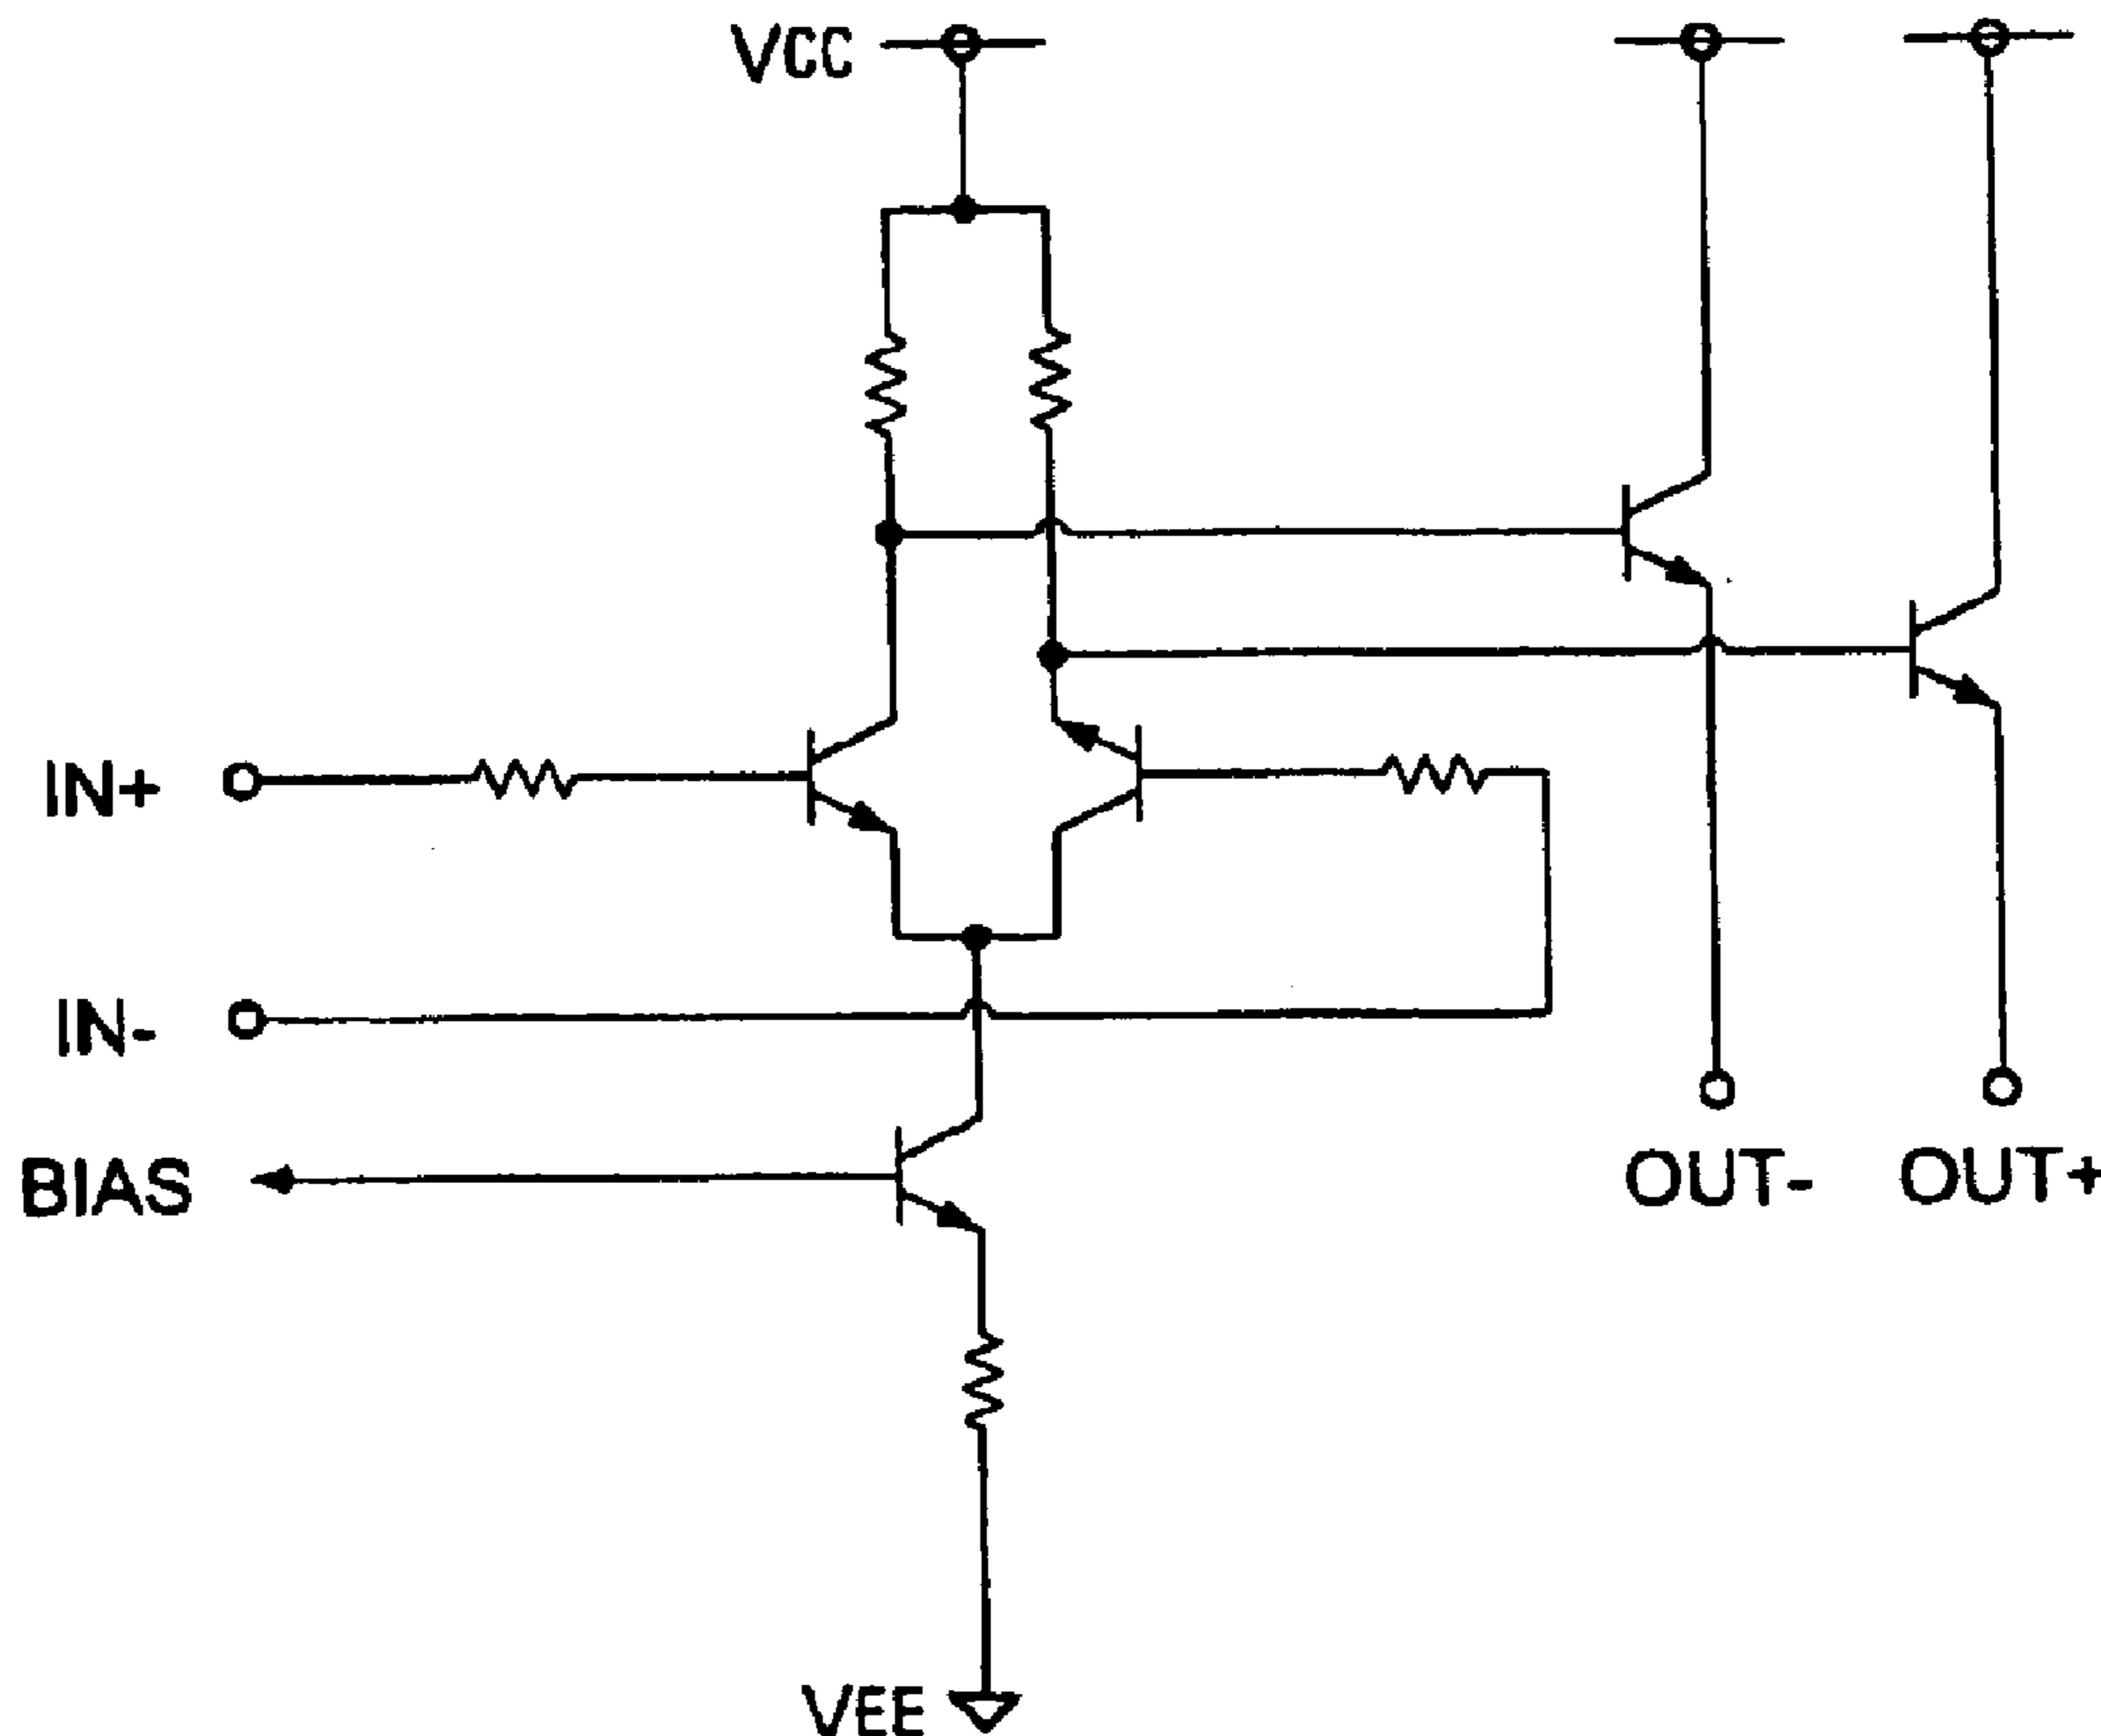 VCC
IN+
IN-
BIAS
OUT-
OUT+
VEE